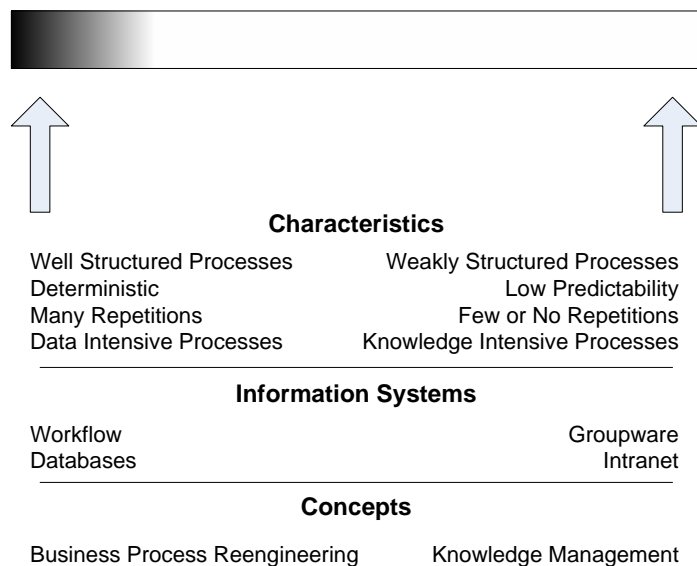 Characteristics
Well Structured Processes Weakly Structured Processes
Deterministic Low Predictability
Many Repetitions Few or No Repetitions
Data Intensive Processes Knowledge Intensive Processes
Information Systems
Workflow Groupware
Databases Intranet
Concepts
Business Process Reengineering Knowledge Management